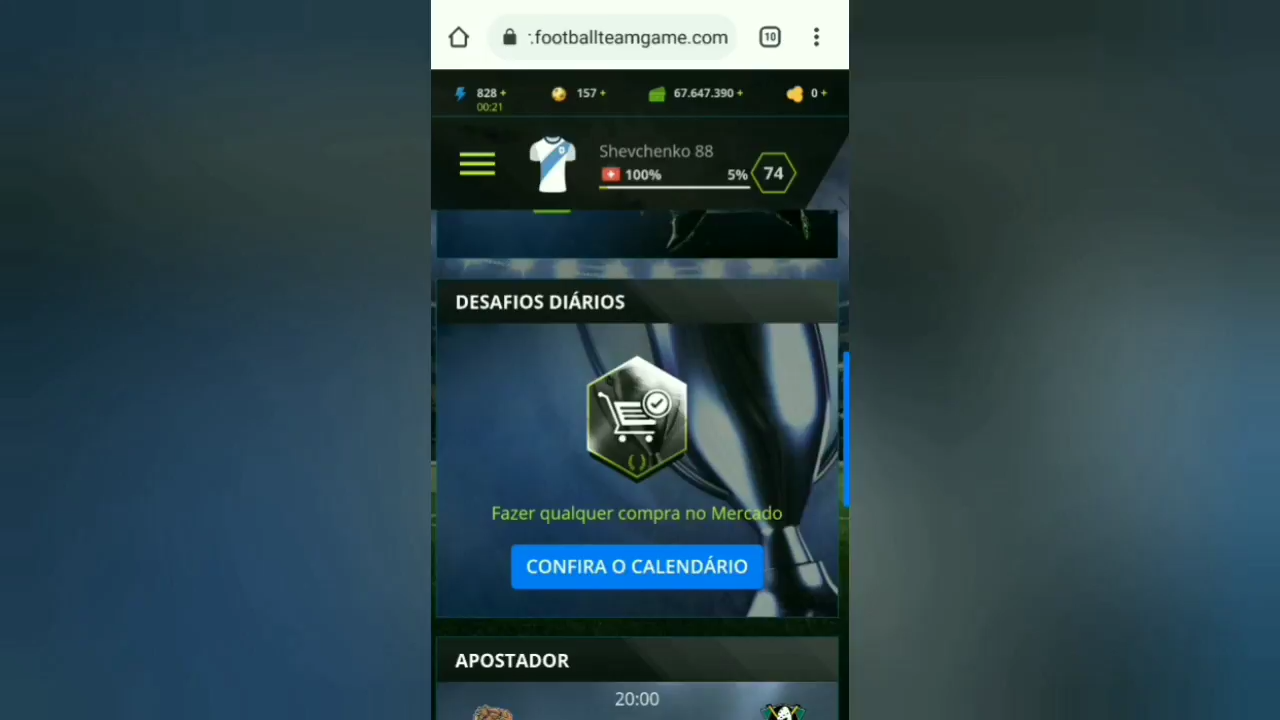 :.footballteamgame.com
10
828 +
00:21
157 +
67.647.390 +
0 +
Shevchenko 88
100%
5%
74
DESAFIOS DIÁRIOS
Fazer qualquer compra no Mercado
CONFIRA O CALENDÁRIO
APOSTADOR
20:00